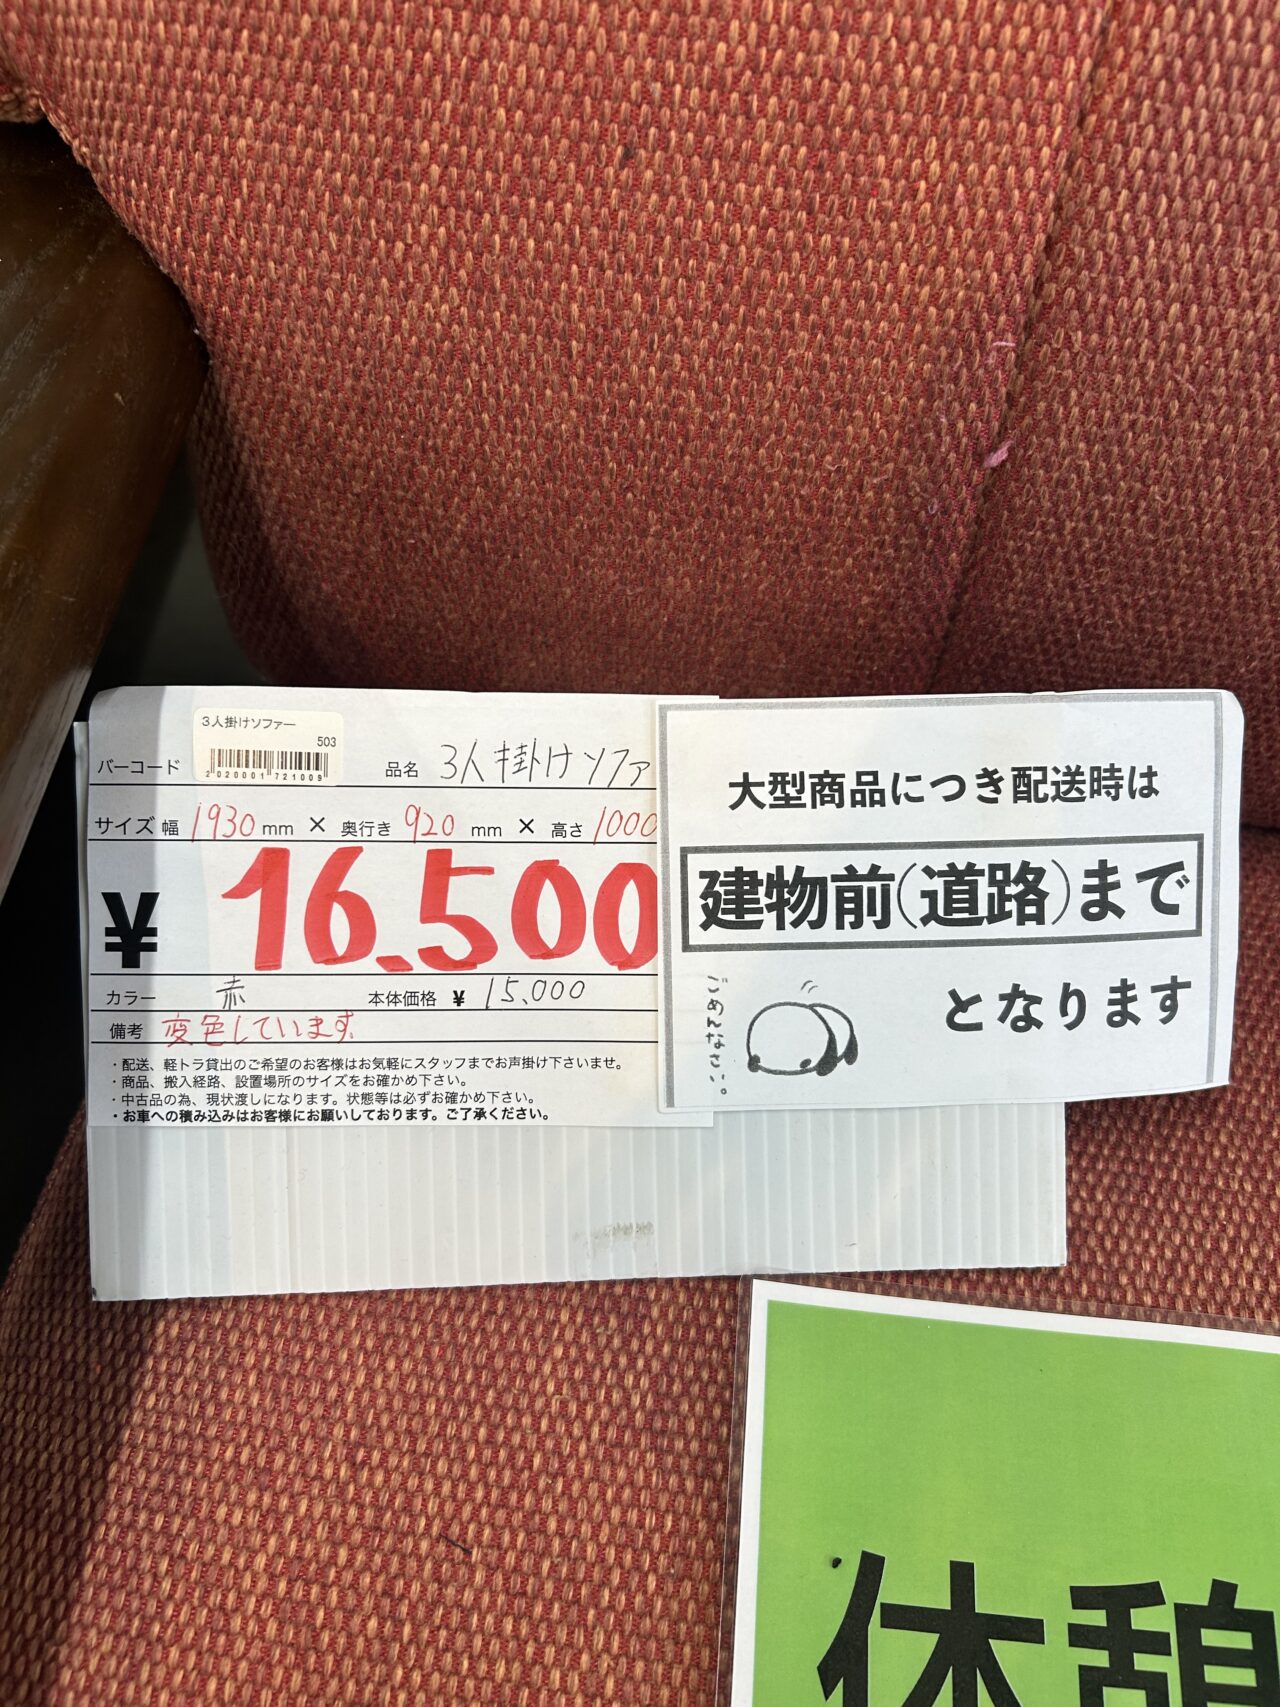 3人掛けソファー
503
2 020001 721009
バーコード 品名 3人掛けソファ
サイズ 幅 1930 mm × 奥行き 920 mm × 高さ 1000
¥ 16,500
カラー 赤 本体価格 ¥ 15,000
備考 変色しています
・配送、軽トラ貸出のご希望のお客様はお気軽にスタッフまでお声掛け下さいませ。
・商品、搬入経路、設置場所のサイズをお確かめ下さい。
・中古品の為、現状渡しになります。状態等は必ずお確かめ下さい。
・お車への積み込みはお客様にお願いしております。ご了承ください。
大型商品につき配送時は
建物前(道路)まで
となります
ごめんなさい。
休憩